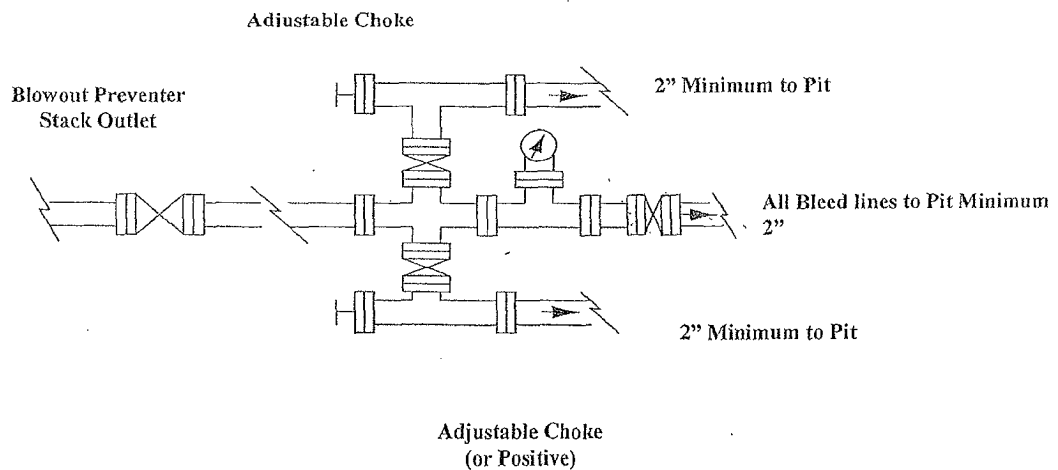 Adiustable Choke
2” Minimum to Pit
Blowout Preventer
Stack Outlet
All Bleed lines to Pit Minimum
2”
2” Minimum to Pit
Adjustable Choke
(or Positive)